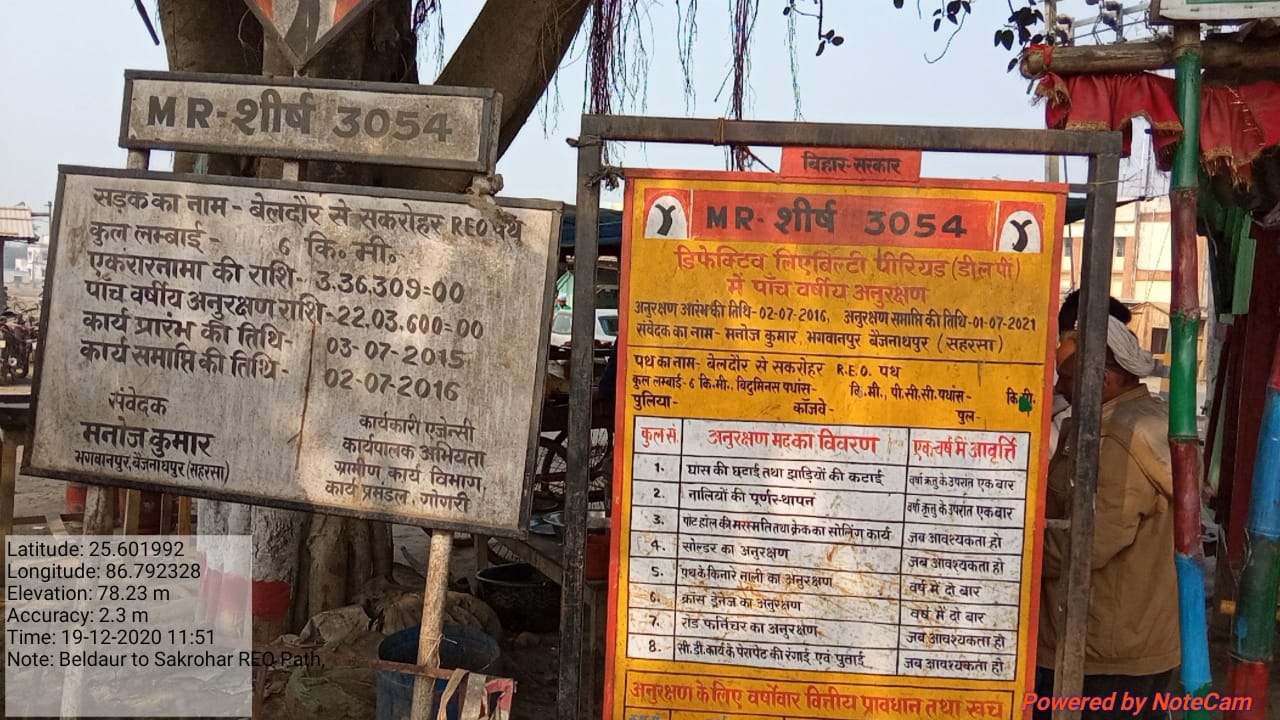 MR-शीर्ष 3054
सड़क का नाम - बेलदौर से सकरोहर REO पथ
कुल लम्बाई - 6 कि. मी.
एकरारनामा की राशि- 3.36.309=00
पाँच वर्षीय अनुरक्षण राशि-22.03.600=00
कार्य प्रारंभ की तिथि- 03-07-2015
कार्य समाप्ति की तिथि - 02-07-2016
संवेदक
मनोज कुमार
भगवानपुर,बैजनाथपुर (सहरसा)
कार्यकारी एजेन्सी
कार्यपालक अभियंता
ग्रामीण कार्य विभाग,
कार्य प्रमंडल, गोगरी
बिहार-सरकार
MR- शीर्ष 3054
डिफेक्टिव लिएबिल्टी पीरियड (डी.एल.पी)
में पाँच वर्षीय अनुरक्षण
अनुरक्षण आरंभ की तिथि-02-07-2016, अनुरक्षण समाप्ति की तिथि-01-07-2021
संवेदक का नाम - मनोज कुमार, भगवानपुर बैजनाथपुर (सहरसा)
पथ का नाम - बेलदौर से सकरोहर R.E.O. पथ
कुल लम्बाई- 6 कि.मी., विटुमिनस पथांस- कि.मी., पी.सी.सी. पथांस- कि.मी.
पुलिया- कॉजवे- पुल-
कुल सं. अनुरक्षण मद का विवरण एक वर्ष में आवृर्त्ति
1. घास की घटाई तथा झाड़ियों की कटाई वर्षा ऋतु के उपरांत एक बार
2. नालियों की पूर्णस्थापन वर्षा ऋतु के उपरांत एक बार
3. पॉट होल की मरम्मति तथा क्रेक का सोलिंग कार्य जब आवश्यकता हो
4. सोल्डर का अनुरक्षण जब आवश्यकता हो
5. पथ के किनारे नाली का अनुरक्षण वर्ष में दो बार
6. क्रास ड्रेनेज का अनुरक्षण वर्ष में दो बार
7. रोड फर्निचर का अनुरक्षण जब आवश्यकता हो
8. सी.डी.कार्य के पेरापेट की रंगाई एवं पुताई जब आवश्यकता हो
अनुरक्षण के लिए वर्षोवार वित्तीय प्रावधान तथा खर्च
Latitude: 25.601992
Longitude: 86.792328
Elevation: 78.23 m
Accuracy: 2.3 m
Time: 19-12-2020 11:51
Note: Beldaur to Sakrohar REO Path,
Powered by NoteCam